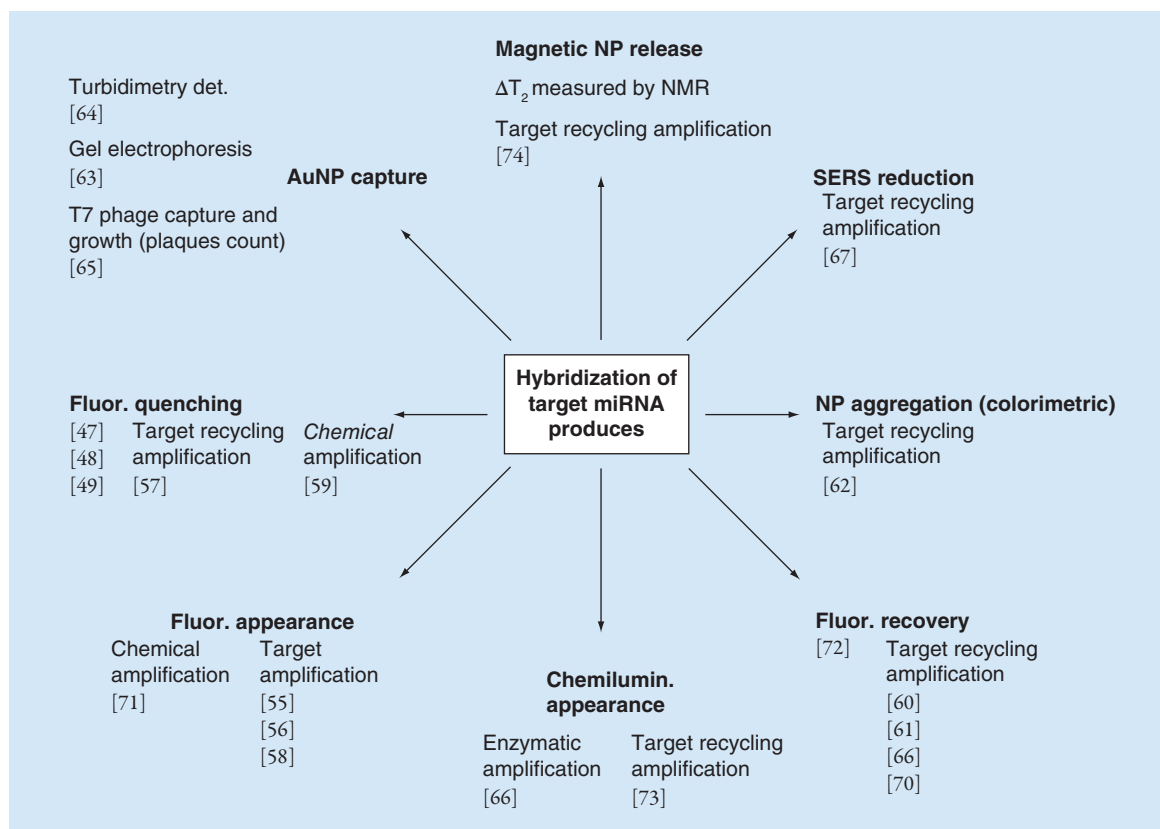 Magnetic NP release
ΔT2 measured by NMR
Target recycling amplification
[74]
Turbidimetry det.
[64]
Gel electrophoresis
[63]
T7 phage capture and
growth (plaques count)
[65]
AuNP capture
SERS reduction
Target recycling
amplification
[67]
Hybridization of
target miRNA
produces
Fluor. quenching
[47]
[48]
[49]
Target recycling
amplification
[57]
Chemical
amplification
[59]
NP aggregation (colorimetric)
Target recycling
amplification
[62]
Fluor. appearance
Chemical
amplification
[71]
Target
amplification
[55]
[56]
[58]
Chemilumin.
appearance
Enzymatic
amplification
[66]
Target recycling
amplification
[73]
Fluor. recovery
[72]
Target recycling
amplification
[60]
[61]
[66]
[70]